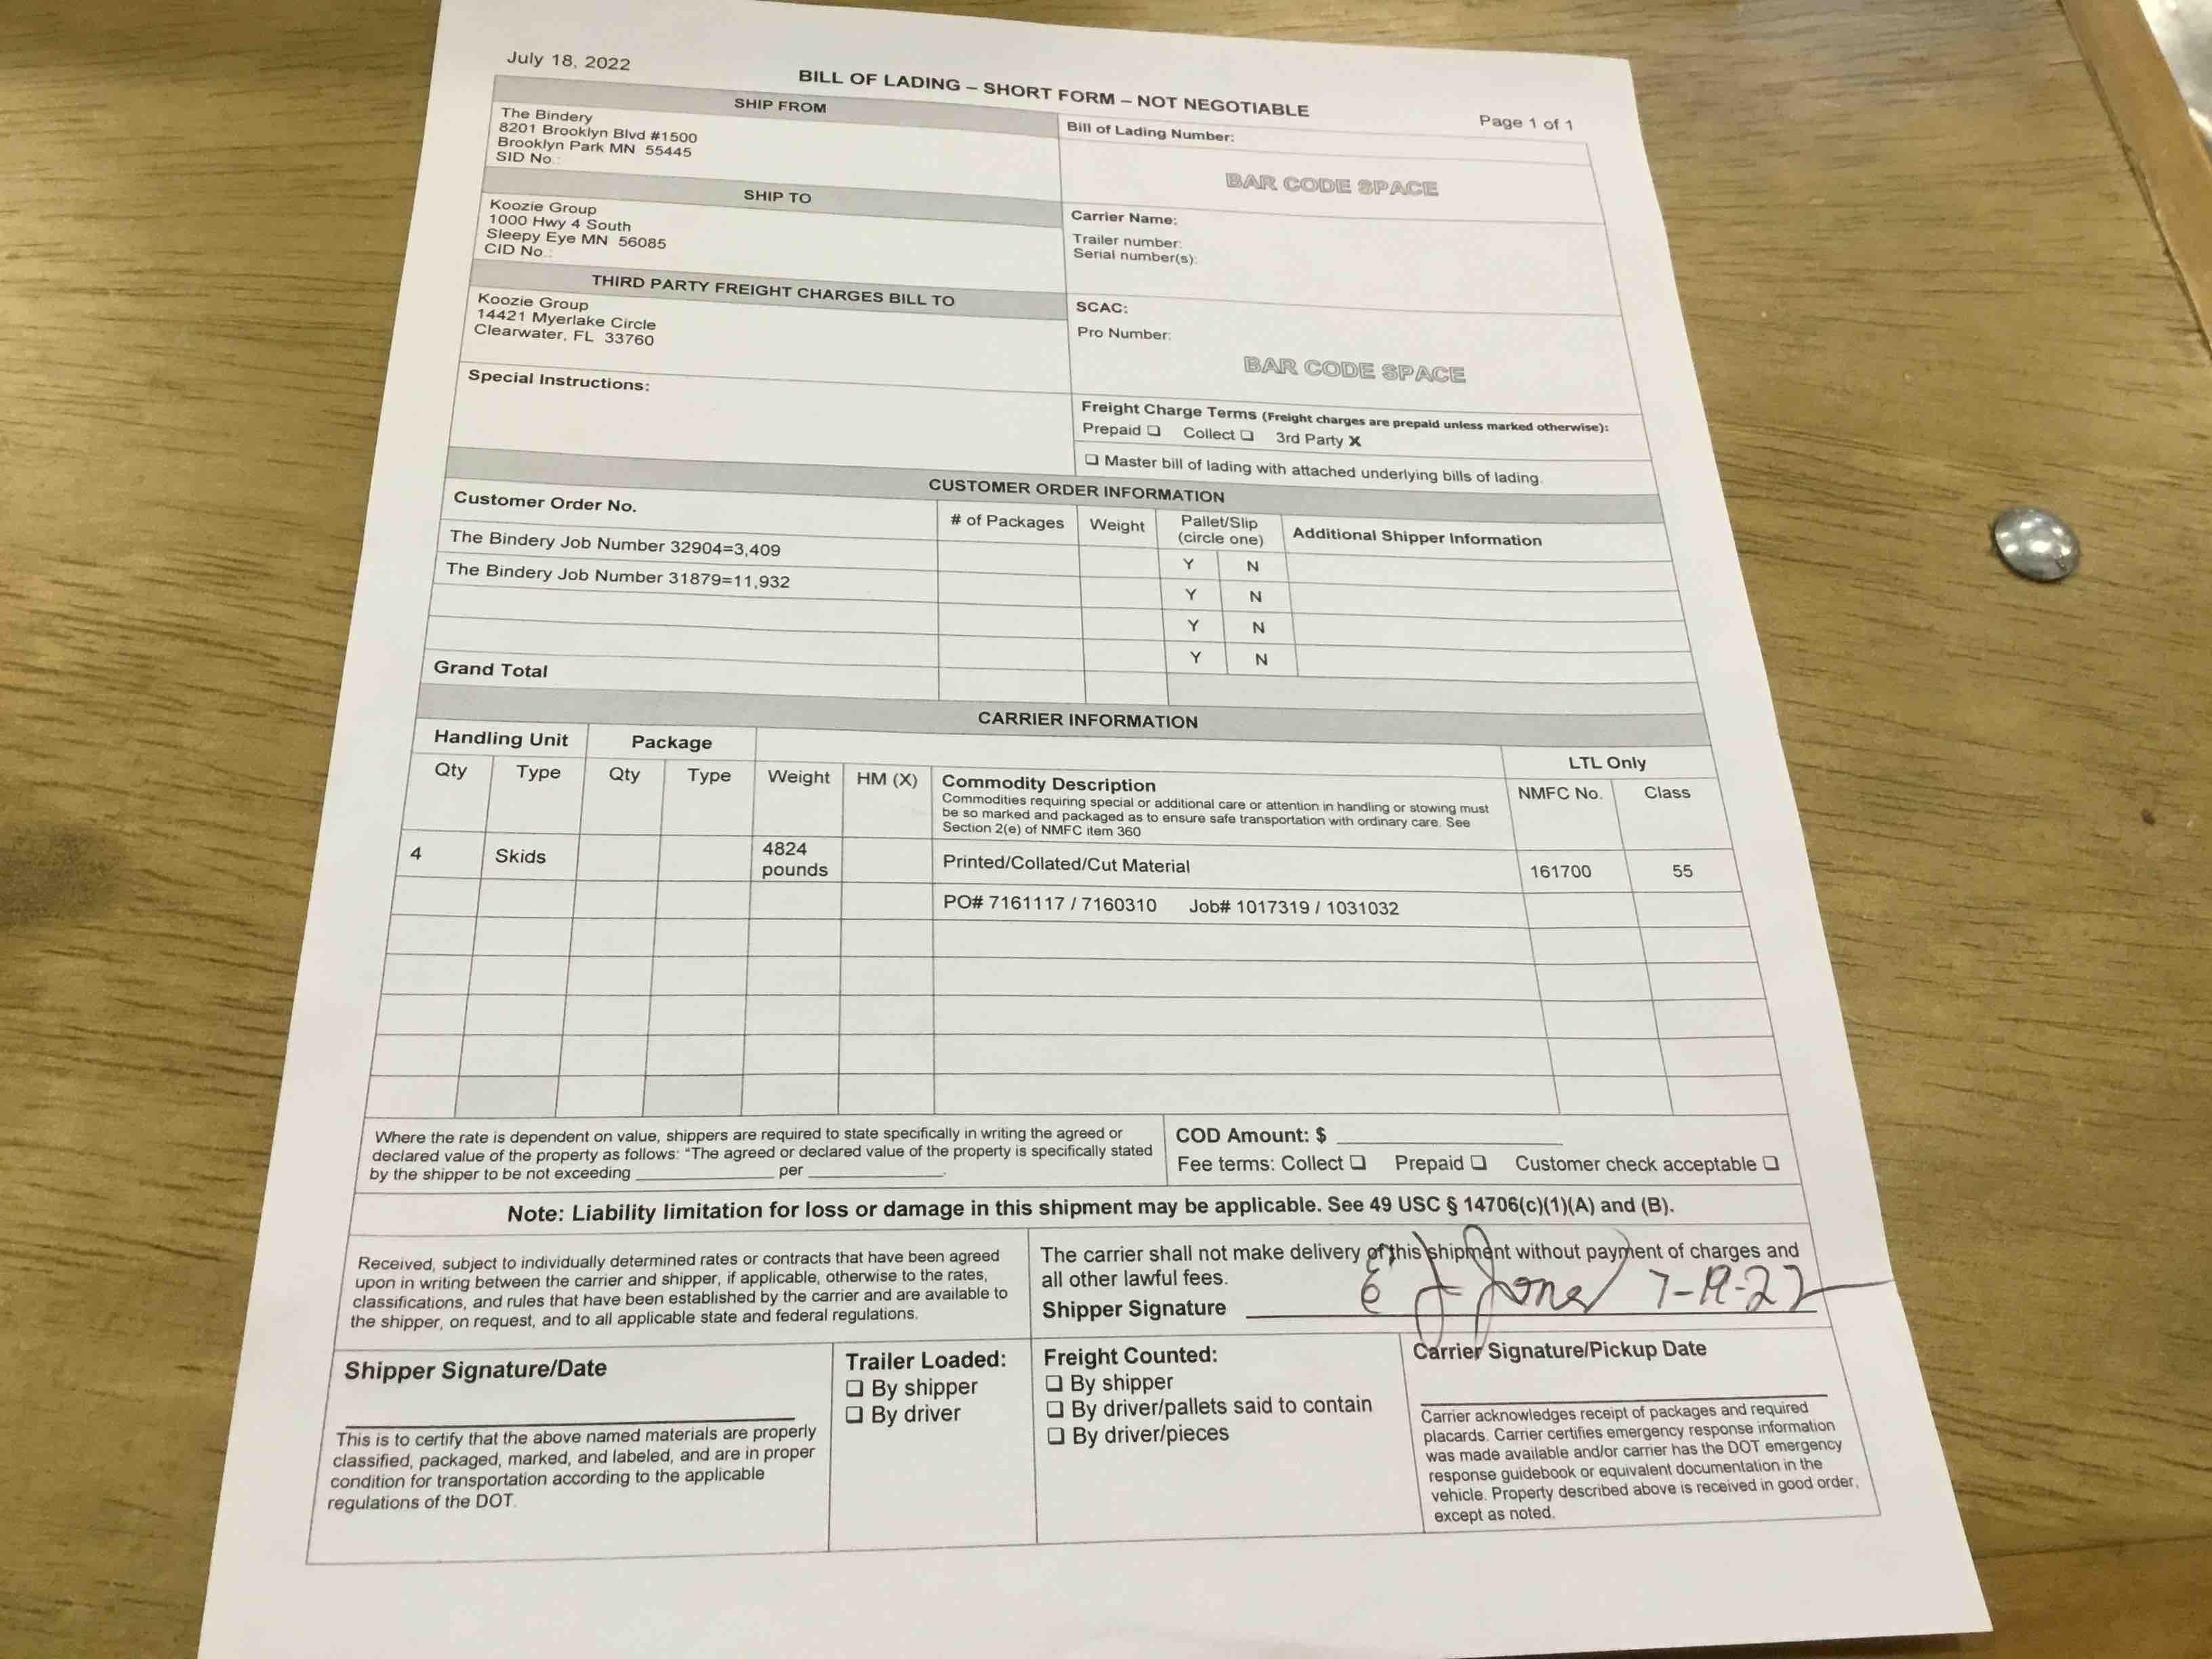 July 18, 2022
BILL OF LADING – SHORT FORM – NOT NEGOTIABLE
Page 1 of 1
SHIP FROM
The Bindery
8201 Brooklyn Blvd #1500
Brooklyn Park MN 55445
SID No.:
Bill of Lading Number:
BAR CODE SPACE
SHIP TO
Koozie Group
1000 Hwy 4 South
Sleepy Eye MN 56085
CID No.:
Carrier Name:
Trailer number:
Serial number(s):
THIRD PARTY FREIGHT CHARGES BILL TO
Koozie Group
14421 Myerlake Circle
Clearwater, FL 33760
SCAC:
Pro Number:
BAR CODE SPACE
Special Instructions:
Freight Charge Terms (Freight charges are prepaid unless marked otherwise):
Prepaid ❑ Collect ❑ 3rd Party X
❑ Master bill of lading with attached underlying bills of lading.
CUSTOMER ORDER INFORMATION
Customer Order No. # of Packages Weight Pallet/Slip (circle one) Additional Shipper Information
The Bindery Job Number 32904=3,409 Y N
The Bindery Job Number 31879=11,932 Y N
Y N
Y N
Grand Total
CARRIER INFORMATION
Handling Unit Package LTL Only
Qty Type Qty Type Weight HM (X) Commodity Description NMFC No. Class
Commodities requiring special or additional care or attention in handling or stowing must
be so marked and packaged as to ensure safe transportation with ordinary care. See
Section 2(e) of NMFC item 360
4 Skids 4824 pounds Printed/Collated/Cut Material 161700 55
PO# 7161117 / 7160310 Job# 1017319 / 1031032
Where the rate is dependent on value, shippers are required to state specifically in writing the agreed or
declared value of the property as follows: "The agreed or declared value of the property is specifically stated
by the shipper to be not exceeding ____________ per ____________.
COD Amount: $ ____________
Fee terms: Collect ❑ Prepaid ❑ Customer check acceptable ❑
Note: Liability limitation for loss or damage in this shipment may be applicable. See 49 USC § 14706(c)(1)(A) and (B).
Received, subject to individually determined rates or contracts that have been agreed
upon in writing between the carrier and shipper, if applicable, otherwise to the rates,
classifications, and rules that have been established by the carrier and are available to
the shipper, on request, and to all applicable state and federal regulations.
The carrier shall not make delivery of this shipment without payment of charges and
all other lawful fees.
Shipper Signature 7-19-22
Shipper Signature/Date
This is to certify that the above named materials are properly
classified, packaged, marked, and labeled, and are in proper
condition for transportation according to the applicable
regulations of the DOT.
Trailer Loaded:
❑ By shipper
❑ By driver
Freight Counted:
❑ By shipper
❑ By driver/pallets said to contain
❑ By driver/pieces
Carrier Signature/Pickup Date
Carrier acknowledges receipt of packages and required
placards. Carrier certifies emergency response information
was made available and/or carrier has the DOT emergency
response guidebook or equivalent documentation in the
vehicle. Property described above is received in good order,
except as noted.